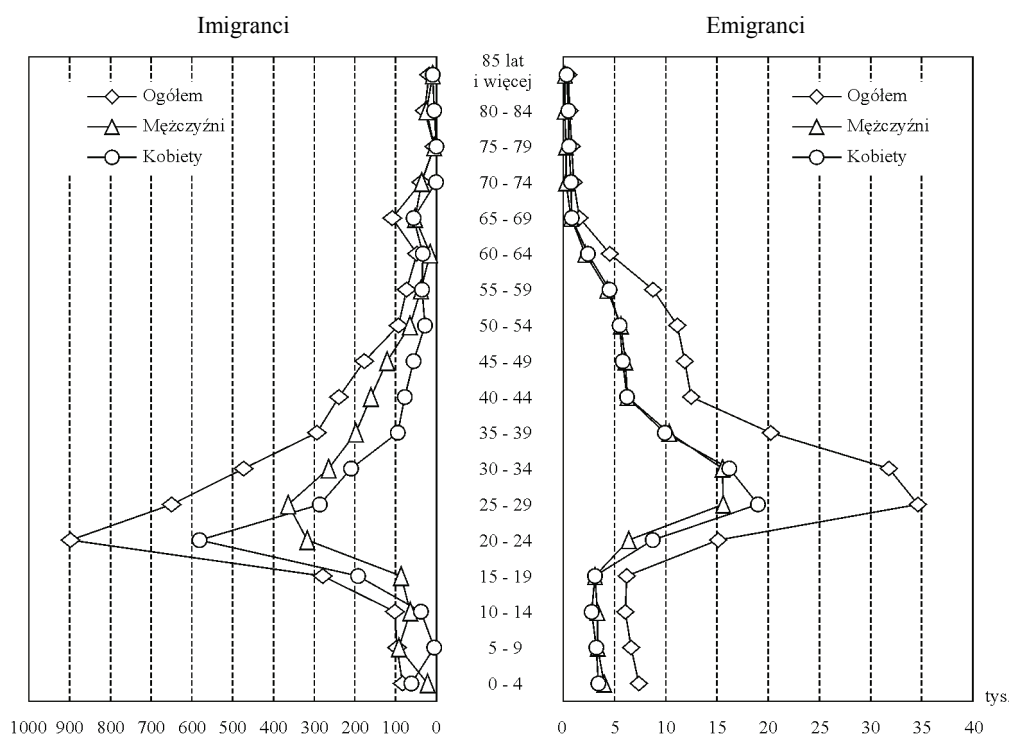 Imigranci
Emigranci
Ogółem
Mężczyźni
Kobiety
85 lat
i więcej
80 - 84
75 - 79
70 - 74
65 - 69
60 - 64
55 - 59
50 - 54
45 - 49
40 - 44
35 - 39
30 - 34
25 - 29
20 - 24
15 - 19
10 - 14
5 - 9
0 - 4
Ogółem
Mężczyźni
Kobiety
tys.
1000 900 800 700 600 500 400 300 200 100 0
0 5 10 15 20 25 30 35 40